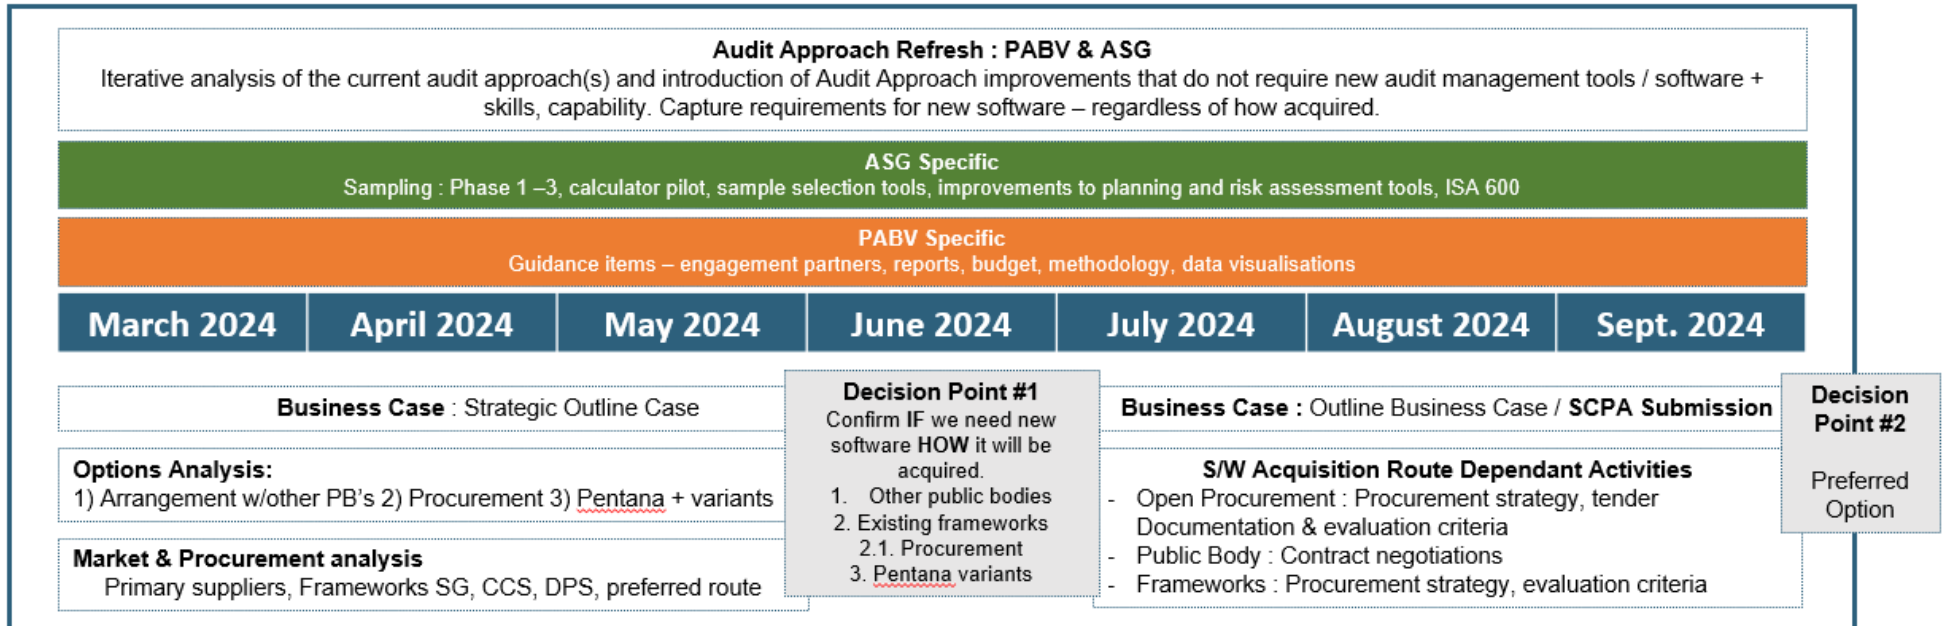 Audit Approach Refresh : PABV & ASG
Iterative analysis of the current audit approach(s) and introduction of Audit Approach improvements that do not require new audit management tools / software +
skills, capability. Capture requirements for new software – regardless of how acquired.
ASG Specific
Sampling : Phase 1 –3, calculator pilot, sample selection tools, improvements to planning and risk assessment tools, ISA 600
PABV Specific
Guidance items – engagement partners, reports, budget, methodology, data visualisations
March 2024
April 2024
May 2024
June 2024
July 2024
August 2024
Sept. 2024
Business Case : Strategic Outline Case
Options Analysis:
1) Arrangement w/other PB's 2) Procurement 3) Pentana + variants
Market & Procurement analysis
Primary suppliers, Frameworks SG, CCS, DPS, preferred route
Decision Point #1
Confirm IF we need new
software HOW it will be
acquired.
1. Other public bodies
2. Existing frameworks
2.1. Procurement
3. Pentana variants
Business Case : Outline Business Case / SCPA Submission
S/W Acquisition Route Dependant Activities
- Open Procurement : Procurement strategy, tender
Documentation & evaluation criteria
- Public Body : Contract negotiations
- Frameworks : Procurement strategy, evaluation criteria
Decision
Point #2
Preferred
Option